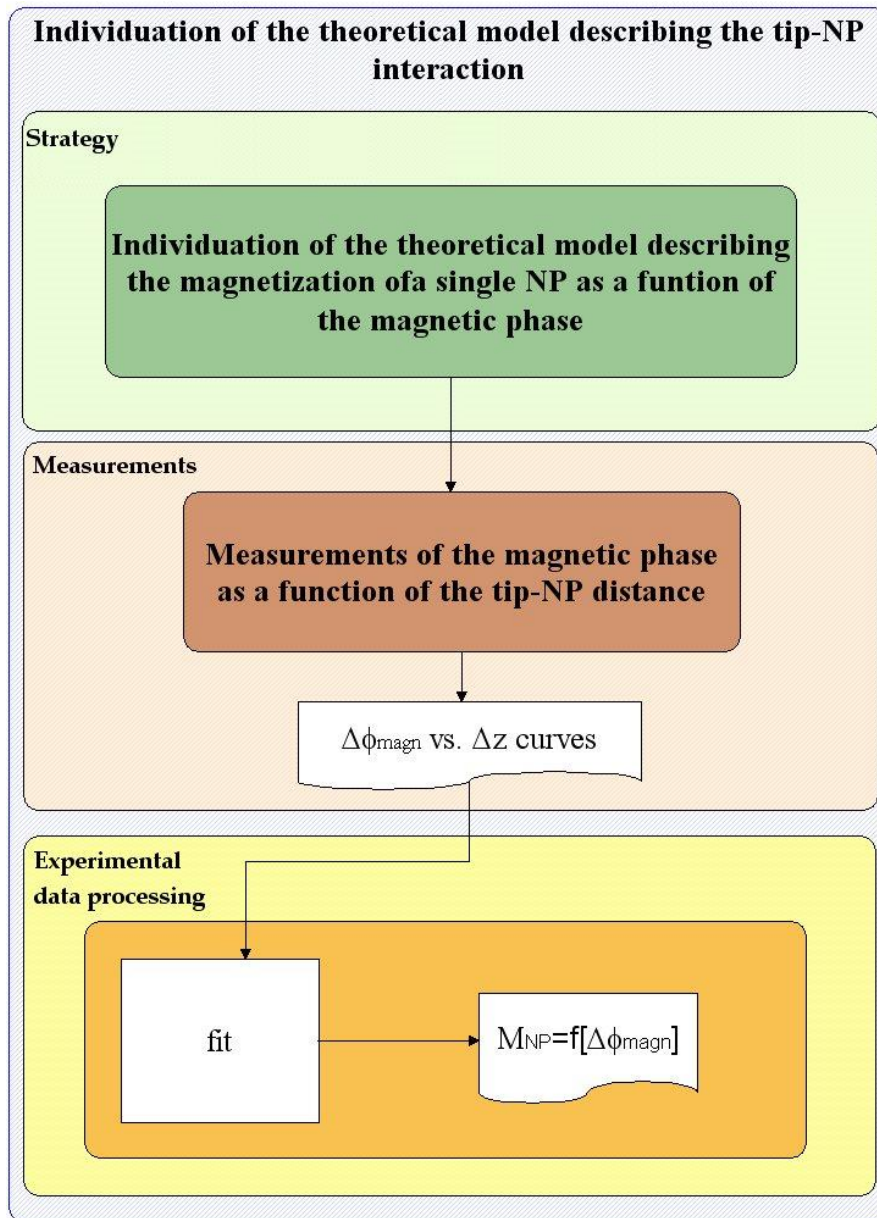 Individuation of the theoretical model describing the tip-NP
interaction
Strategy
Individuation of the theoretical model describing
the magnetization ofa single NP as a funtion of
the magnetic phase
Measurements
Measurements of the magnetic phase
as a function of the tip-NP distance
Δϕmagn vs. Δz curves
Experimental
data processing
fit
MNP=f[Δϕmagn]